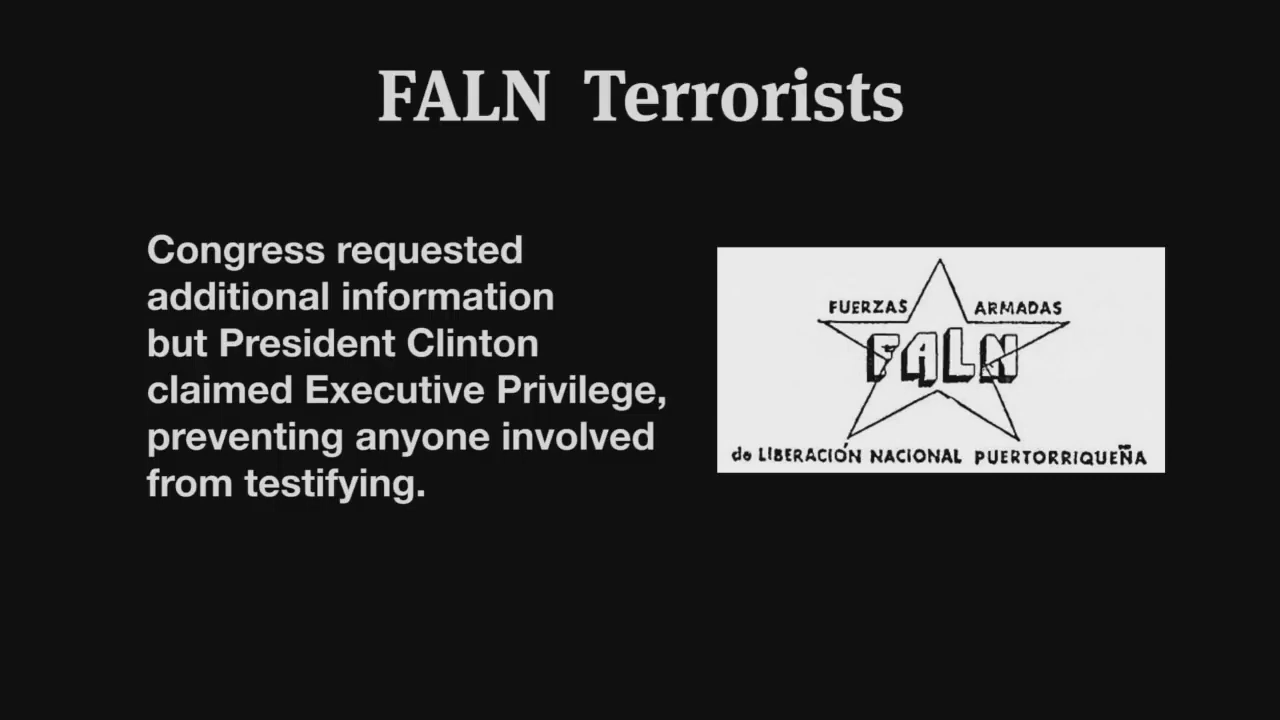 FALN Terrorists
Congress requested
additional information
but President Clinton
claimed Executive Privilege,
preventing anyone involved
from testifying.
FUERZAS ARMADAS
FALN
de LIBERACIÓN NACIONAL PUERTORRIQUEÑA